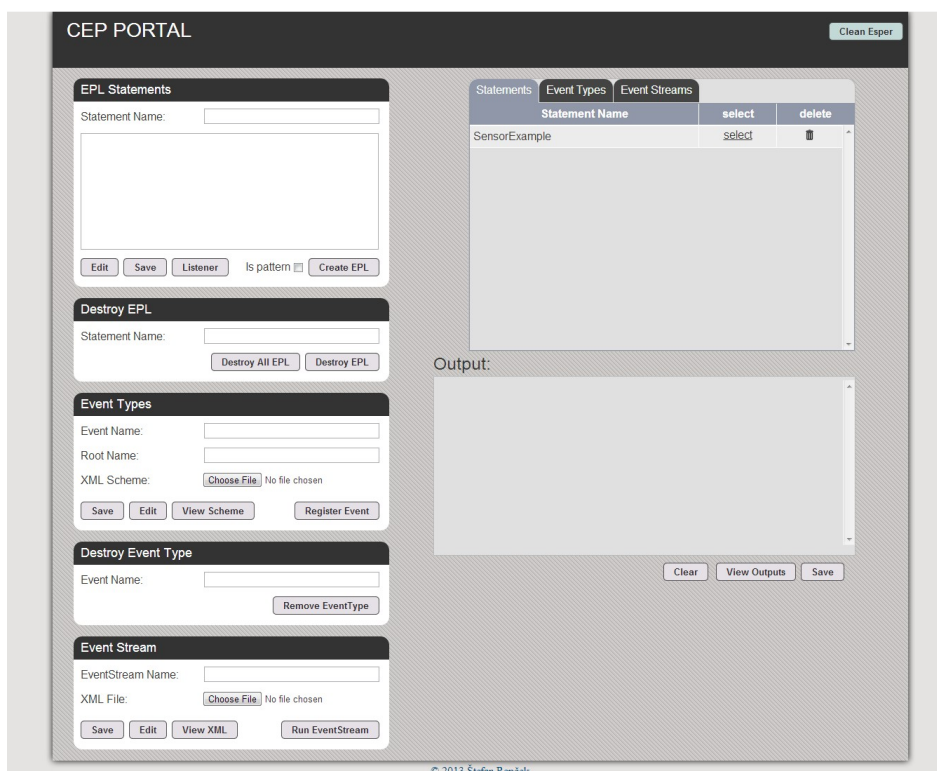 CEP PORTAL
Clean Esper
EPL Statements
Statement Name:
Edit Save Listener Is pattern Create EPL
Destroy EPL
Statement Name:
Destroy All EPL Destroy EPL
Event Types
Event Name:
Root Name:
XML Scheme: Choose File No file chosen
Save Edit View Scheme Register Event
Destroy Event Type
Event Name:
Remove EventType
Event Stream
EventStream Name:
XML File: Choose File No file chosen
Save Edit View XML Run EventStream
Statements Event Types Event Streams
Statement Name select delete
SensorExample select
Output:
Clear View Outputs Save
© 2013 Štefan